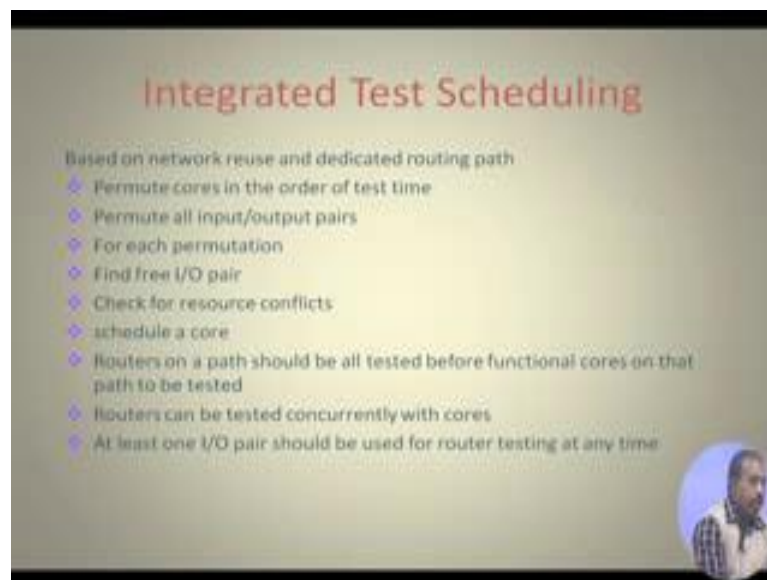 Integrated Test Scheduling
Based on network reuse and dedicated routing path
Permute cores in the order of test time
Permute all input/output pairs
For each permutation
Find free I/O pair
Check for resource conflicts
schedule a core
Routers on a path should be all tested before functional cores on that
path to be tested
Routers can be tested concurrently with cores
At least one I/O pair should be used for router testing at any time